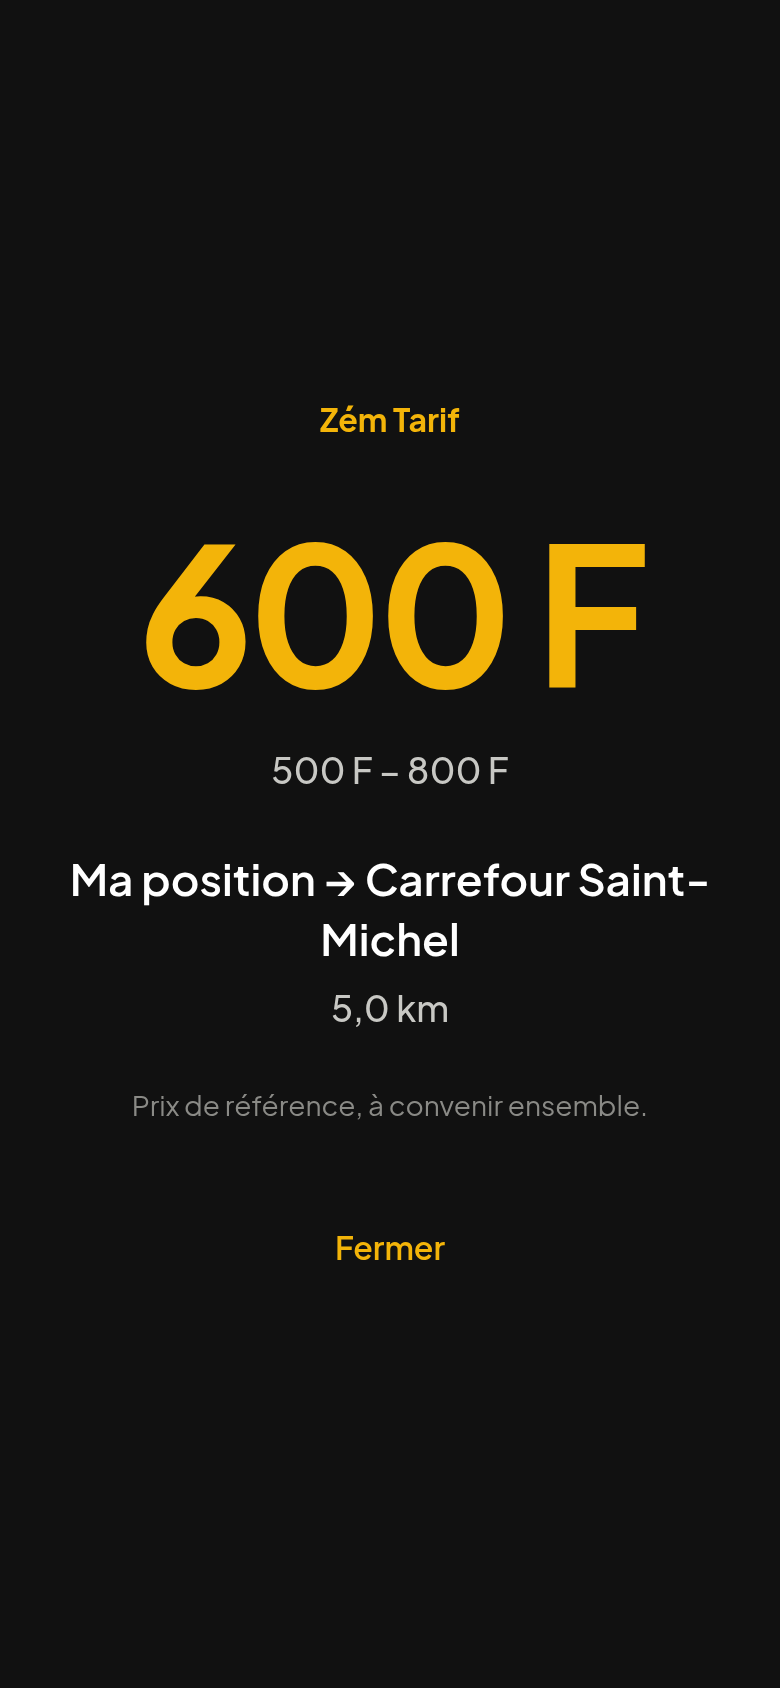 Zém Tarif
600 F
500 F – 800 F
Ma position → Carrefour Saint-
Michel
5,0 km
Prix de référence, à convenir ensemble.
Fermer